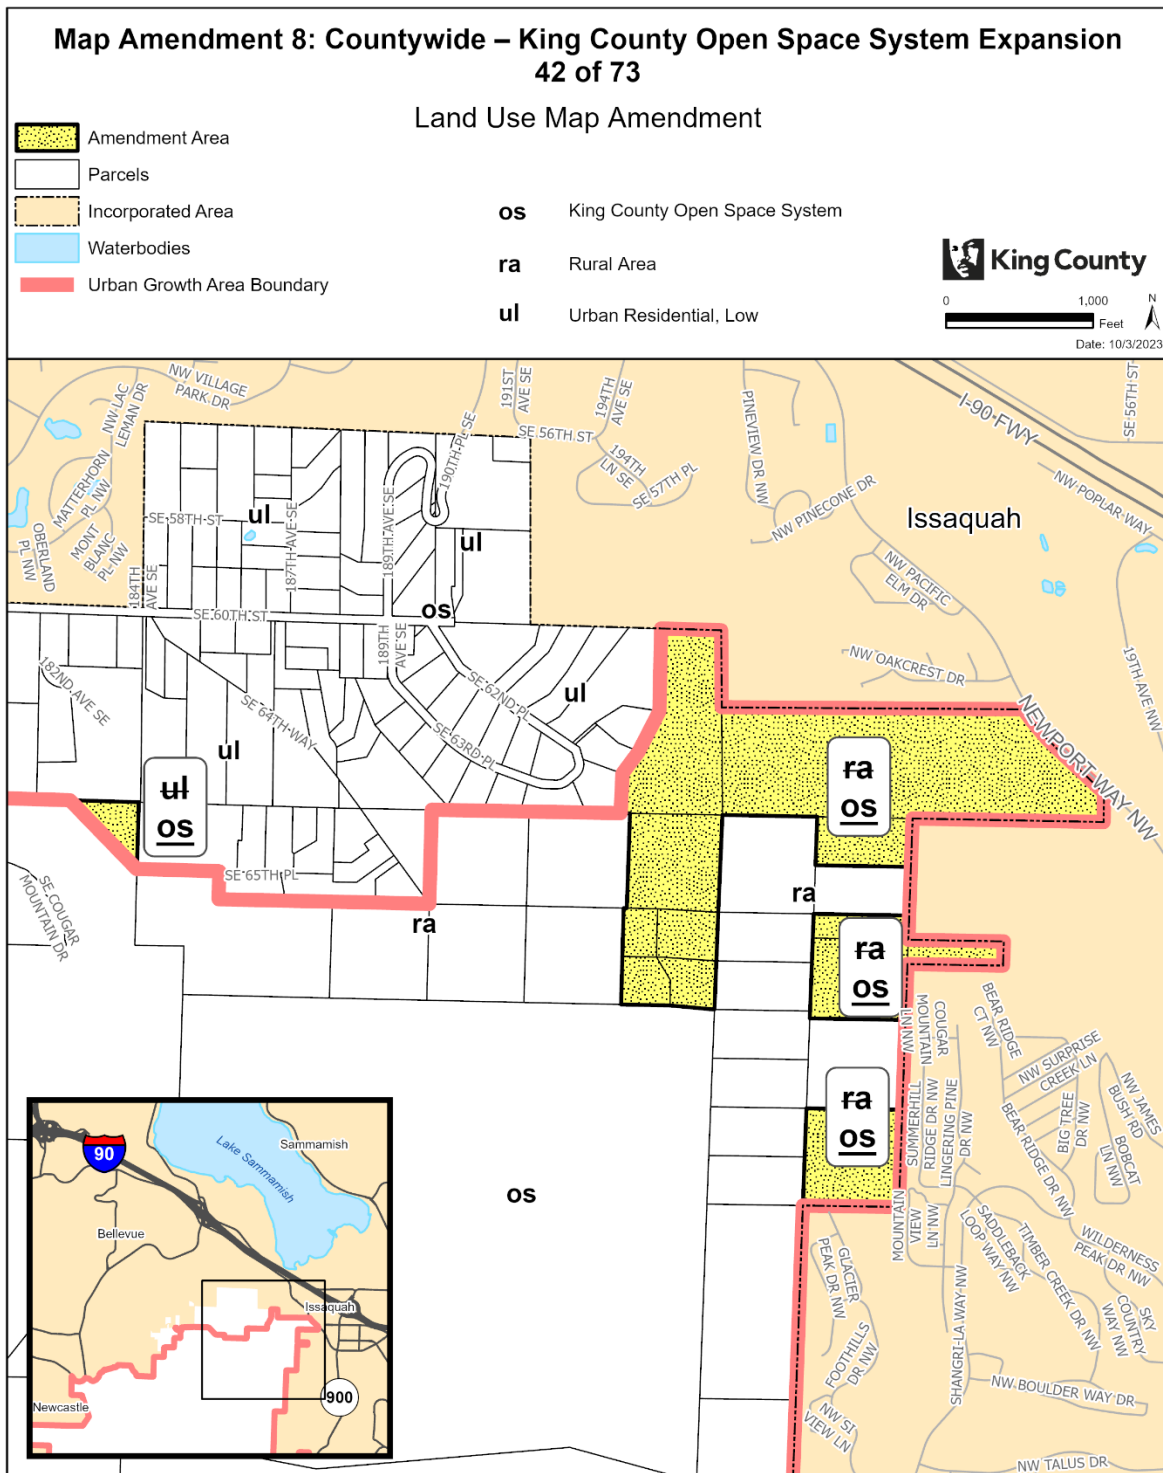 Map Amendment 8: Countywide – King County Open Space System Expansion
42 of 73
Land Use Map Amendment
Amendment Area
Parcels
Incorporated Area
Waterbodies
Urban Growth Area Boundary
os King County Open Space System
ra Rural Area
ul Urban Residential, Low
King County
0 1,000
Feet
N
Date: 10/3/2023
NW VILLAGE
PARK DR
NW LAC
LEMAN DR
191ST
AVE SE
194TH
AVE SE
SE 56TH ST
190TH PL SE
SE 56TH ST
194TH
LN SE
SE 57TH PL
PINEVIEW DR NW
I-90 FWY
MATTERHORN
PL NW
NW PINECONE DR
NW POPLAR WAY
OBERLAND
PL NW
MONT
BLANC
PL NW
SE 58TH ST
ul
187TH AVE SE
189TH AVE SE
ul
Issaquah
184TH
AVE SE
NW PACIFIC
ELM DR
SE 60TH ST
os
189TH
AVE SE
NW OAKCREST DR
19TH AVE NW
182ND AVE SE
SE 64TH WAY
SE 62ND PL
ul
SE 63RD PL
NEWPORT WAY NW
ul
ul
os
ra
os
SE 65TH PL
SE COUGAR
MOUNTAIN DR
ra
ra
ra
os
BEAR RIDGE
CT NW
COUGAR
MOUNTAIN
LN NW
NW SURPRISE
CREEK LN
NW JAMES
BUSH RD
ra
os
SUMMERHILL
RIDGE DR NW
LINGERING PINE
DR NW
BEAR RIDGE DR NW
BIG TREE
DR NW
BOBCAT
LN NW
os
MOUNTAIN
VIEW
LN NW
SADDLEBACK
LOOP WAY NW
TIMBER CREEK DR NW
WILDERNESS
PEAK DR NW
SKY
COUNTRY
WAY NW
GLACIER
PEAK DR NW
SHANGRI-LA WAY NW
FOOTHILLS
DR NW
NW BOULDER WAY DR
NW SI
VIEW LN
NW TALUS DR
90
Sammamish
Lake Sammamish
Bellevue
Issaquah
Newcastle
900